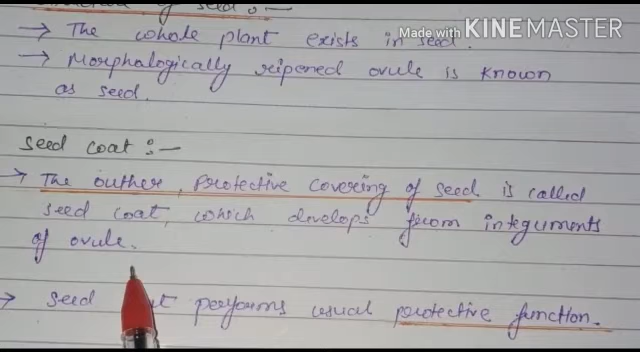 of seed :-
Made with KINEMASTER
→ The whole plant exists in seed.
→ Morphologically ripened ovule is known
as seed.
Seed coat :-
→ The outher, protective covering of seed is called
seed coat, which develops from integuments
of ovule.
→ Seed performs usual protective function.